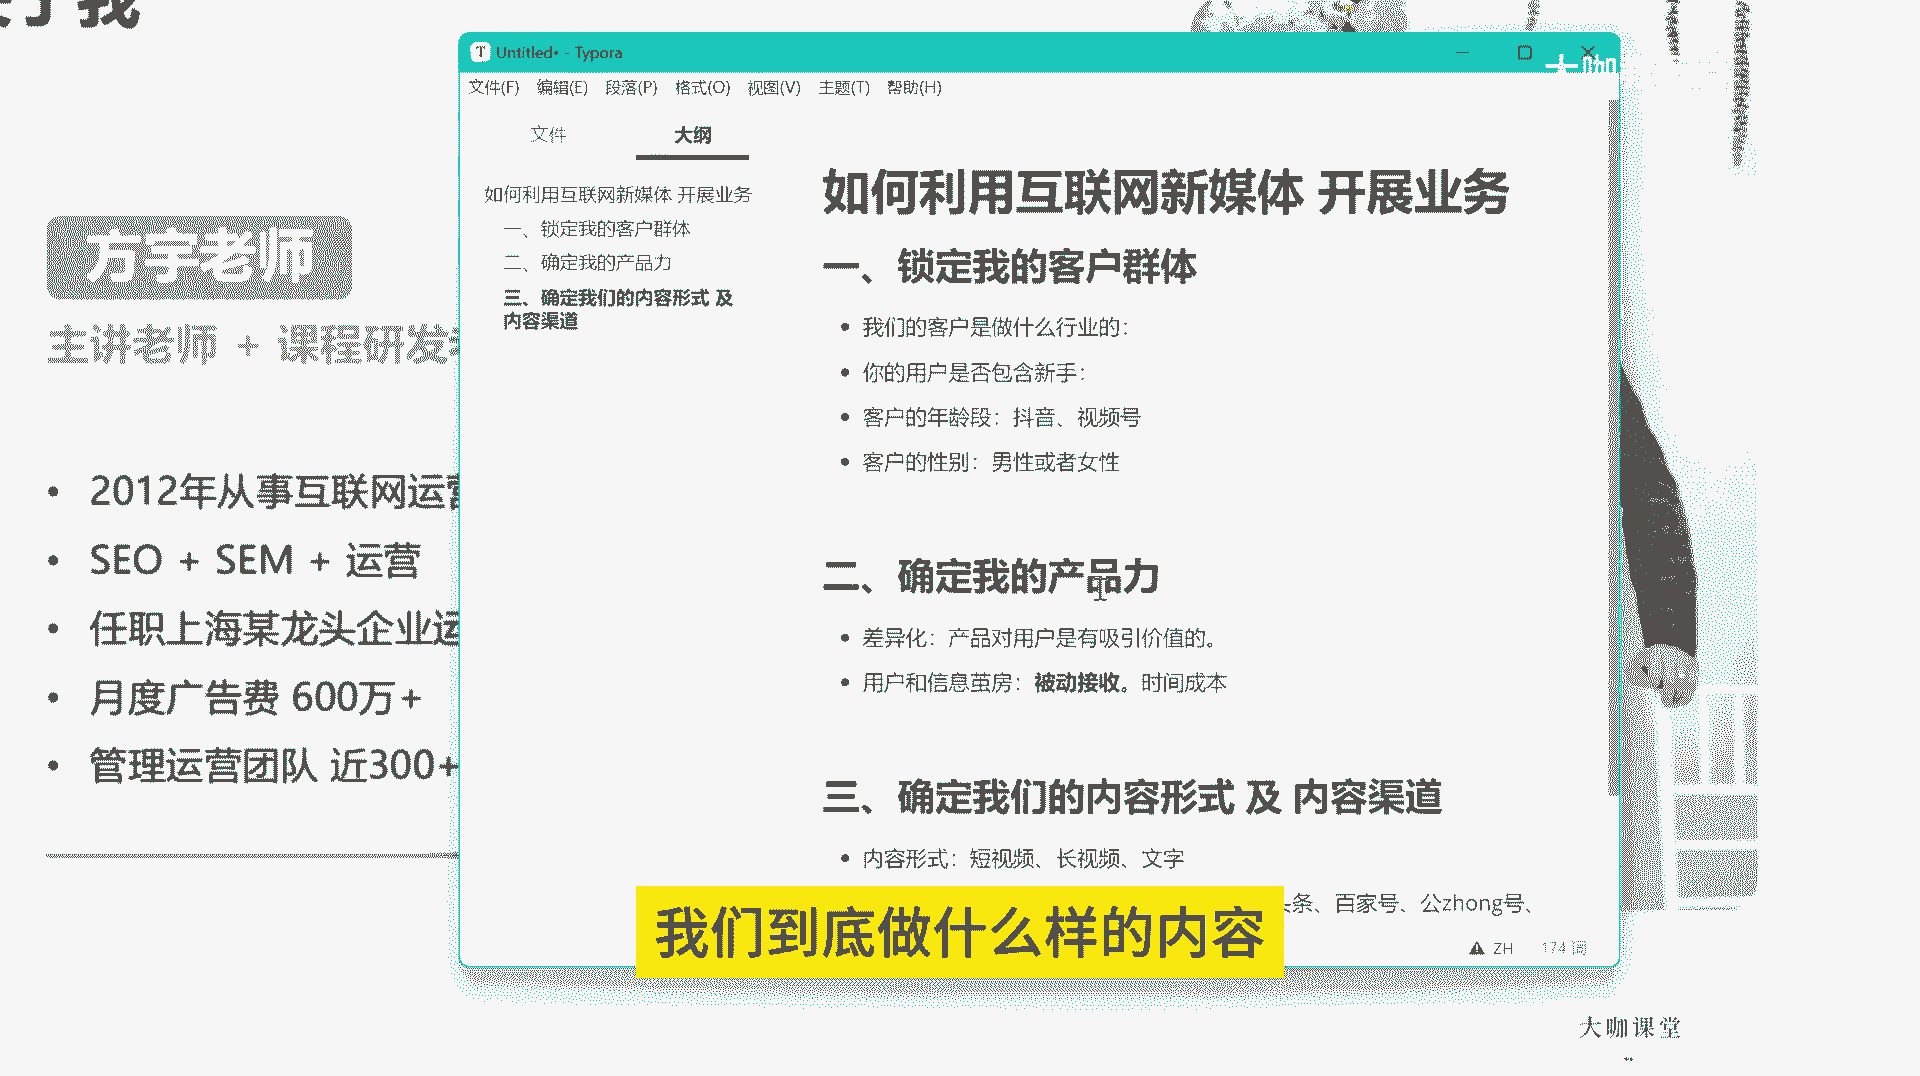 我
方宇老师
主讲老师 + 课程研发
• 2012年从事互联网运营
• SEO + SEM + 运营
• 任职上海某龙头企业运
• 月度广告费 600万+
• 管理运营团队 近300+
Untitled• - Typora
文件(F) 编辑(E) 段落(P) 格式(O) 视图(V) 主题(T) 帮助(H)
文件 大纲
如何利用互联网新媒体 开展业务
一、锁定我的客户群体
二、确定我的产品力
三、确定我们的内容形式 及
内容渠道
如何利用互联网新媒体 开展业务
一、锁定我的客户群体
• 我们的客户是做什么行业的：
• 你的用户是否包含新手：
• 客户的年龄段：抖音、视频号
• 客户的性别：男性或者女性
二、确定我的产品力
• 差异化：产品对用户是有吸引价值的。
• 用户和信息茧房：被动接收。时间成本
三、确定我们的内容形式 及 内容渠道
• 内容形式：短视频、长视频、文字
条、百家号、公zhong号、
我们到底做什么样的内容
ZH 174 词
大咖课堂